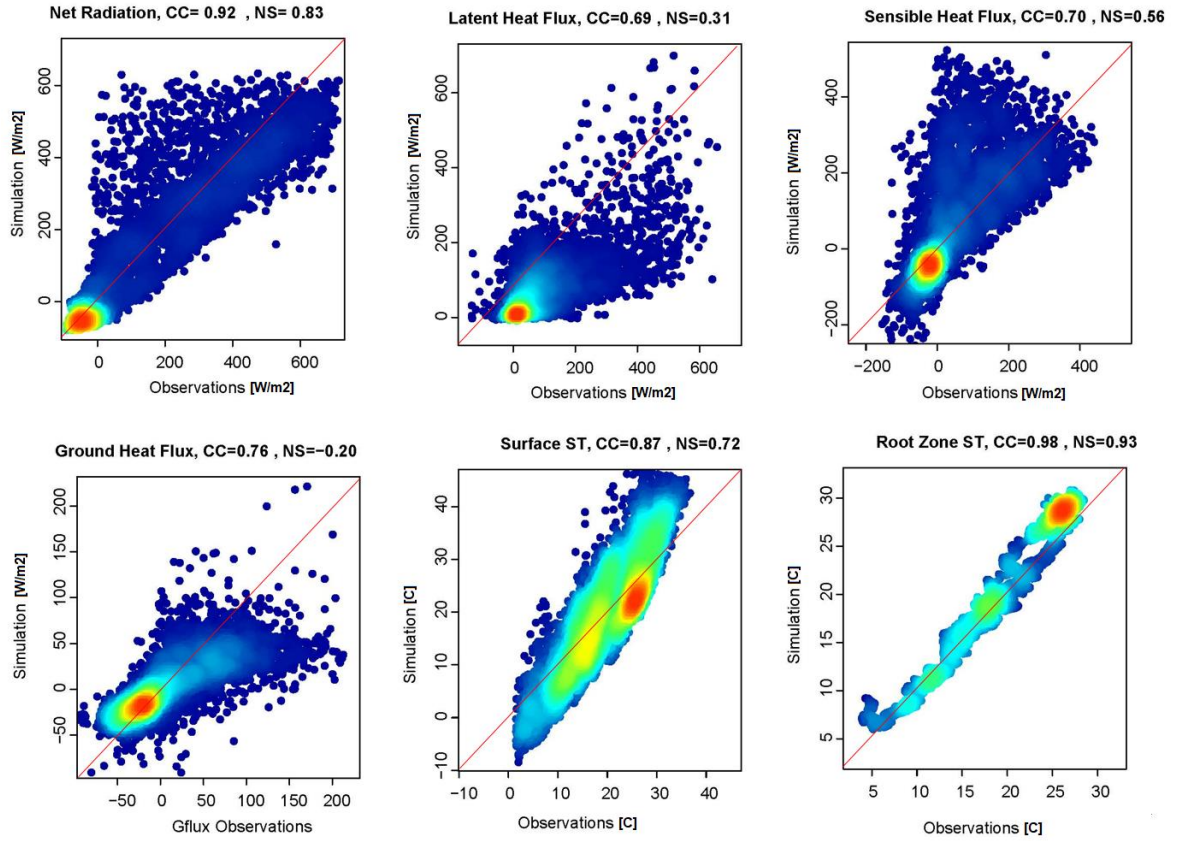 Net Radiation, CC= 0.92 , NS= 0.83
Simulation [W/m2]
600
400
200
0
0 200 400 600
Observations [W/m2]
Latent Heat Flux, CC=0.69 , NS=0.31
Simulation [W/m2]
600
400
200
0
0 200 400 600
Observations [W/m2]
Sensible Heat Flux, CC=0.70 , NS=0.56
Simulation [W/m2]
400
200
0
−200
−200 0 200 400
Observations [W/m2]
Ground Heat Flux, CC=0.76 , NS=−0.20
Simulation [W/m2]
200
150
100
50
0
−50
−50 0 50 100 150 200
Gflux Observations
Surface ST, CC=0.87 , NS=0.72
Simulation [C]
40
30
20
10
0
−10
−10 0 10 20 30 40
Observations [C]
Root Zone ST, CC=0.98 , NS=0.93
Simulation [C]
30
25
20
15
10
5
5 10 15 20 25 30
Observations [C]